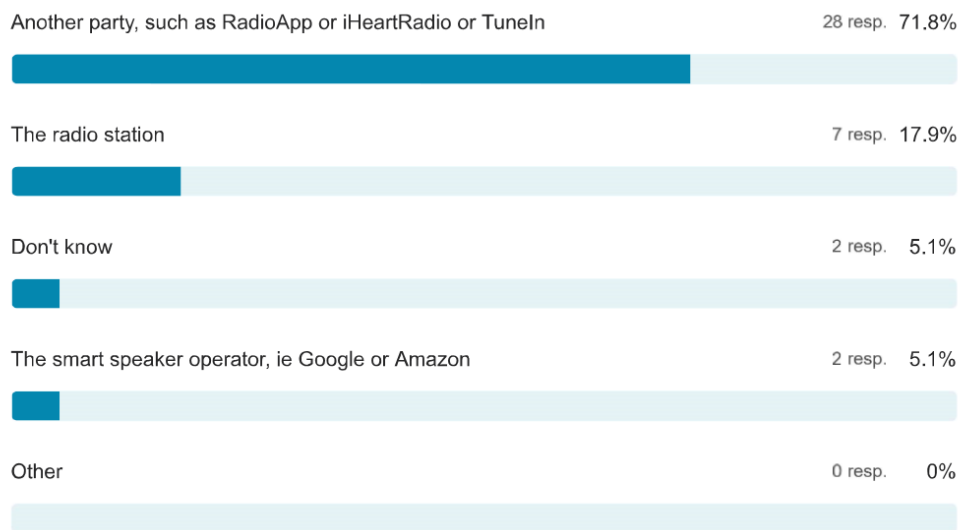 Another party, such as RadioApp or iHeartRadio or TuneIn 28 resp. 71.8%
The radio station 7 resp. 17.9%
Don't know 2 resp. 5.1%
The smart speaker operator, ie Google or Amazon 2 resp. 5.1%
Other 0 resp. 0%